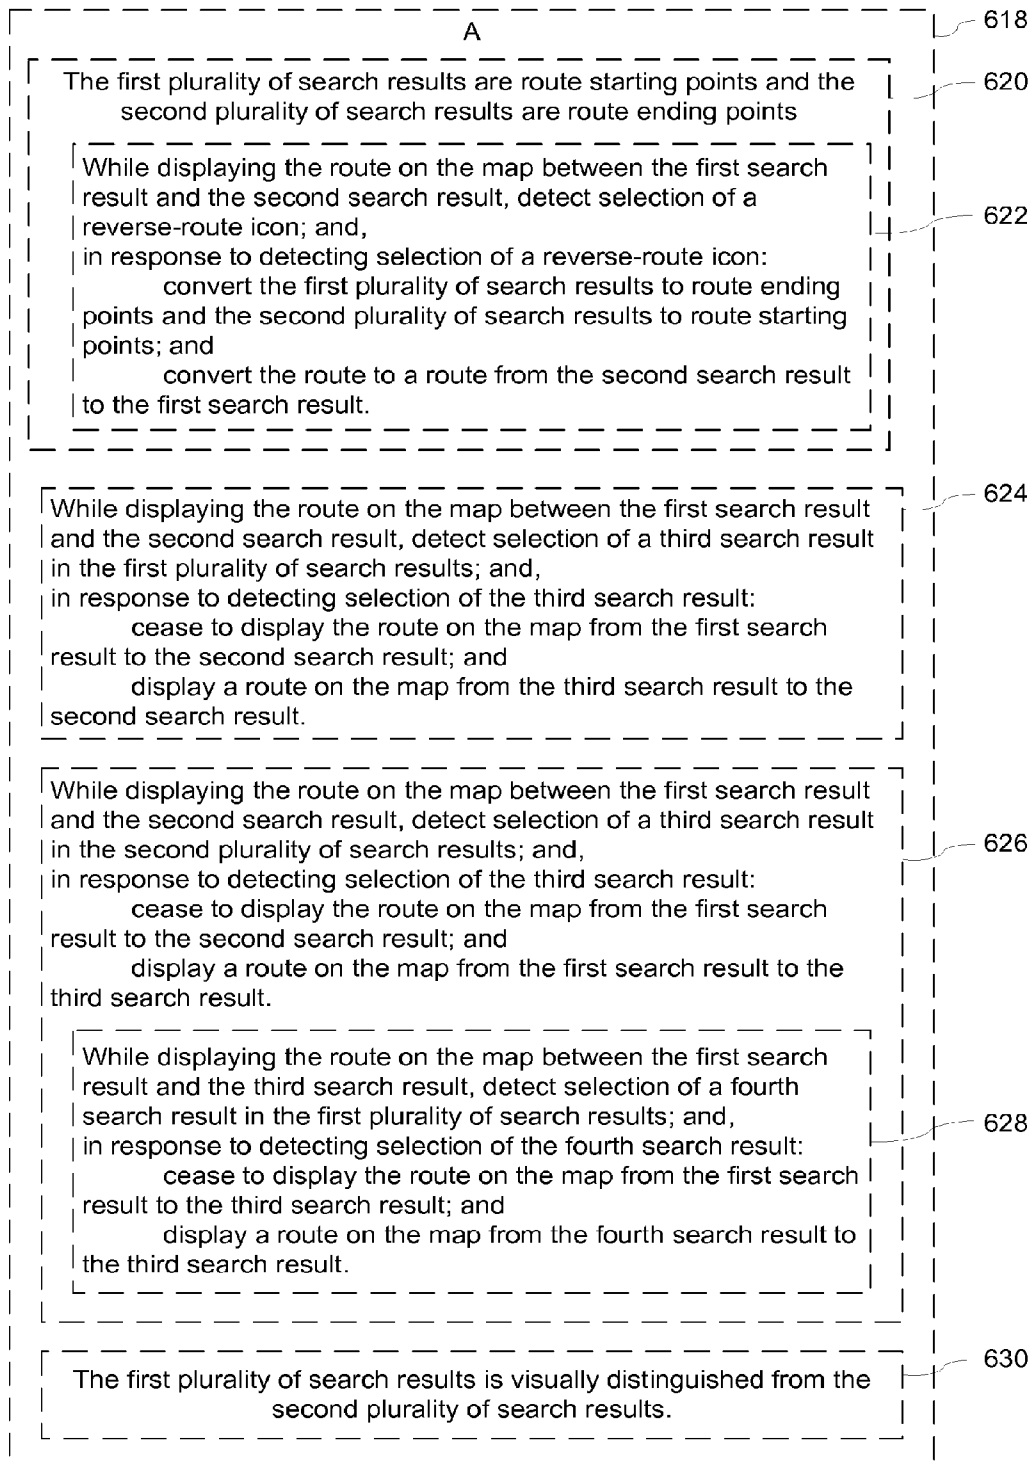 A
618
The first plurality of search results are route starting points and the
second plurality of search results are route ending points
620
While displaying the route on the map between the first search
result and the second search result, detect selection of a
reverse-route icon; and,
in response to detecting selection of a reverse-route icon:
convert the first plurality of search results to route ending
points and the second plurality of search results to route starting
points; and
convert the route to a route from the second search result
to the first search result.
622
While displaying the route on the map between the first search result
and the second search result, detect selection of a third search result
in the first plurality of search results; and,
in response to detecting selection of the third search result:
cease to display the route on the map from the first search
result to the second search result; and
display a route on the map from the third search result to the
second search result.
624
While displaying the route on the map between the first search result
and the second search result, detect selection of a third search result
in the second plurality of search results; and,
in response to detecting selection of the third search result:
cease to display the route on the map from the first search
result to the second search result; and
display a route on the map from the first search result to the
third search result.
626
While displaying the route on the map between the first search
result and the third search result, detect selection of a fourth
search result in the first plurality of search results; and,
in response to detecting selection of the fourth search result:
cease to display the route on the map from the first search
result to the third search result; and
display a route on the map from the fourth search result to
the third search result.
628
The first plurality of search results is visually distinguished from the
second plurality of search results.
630